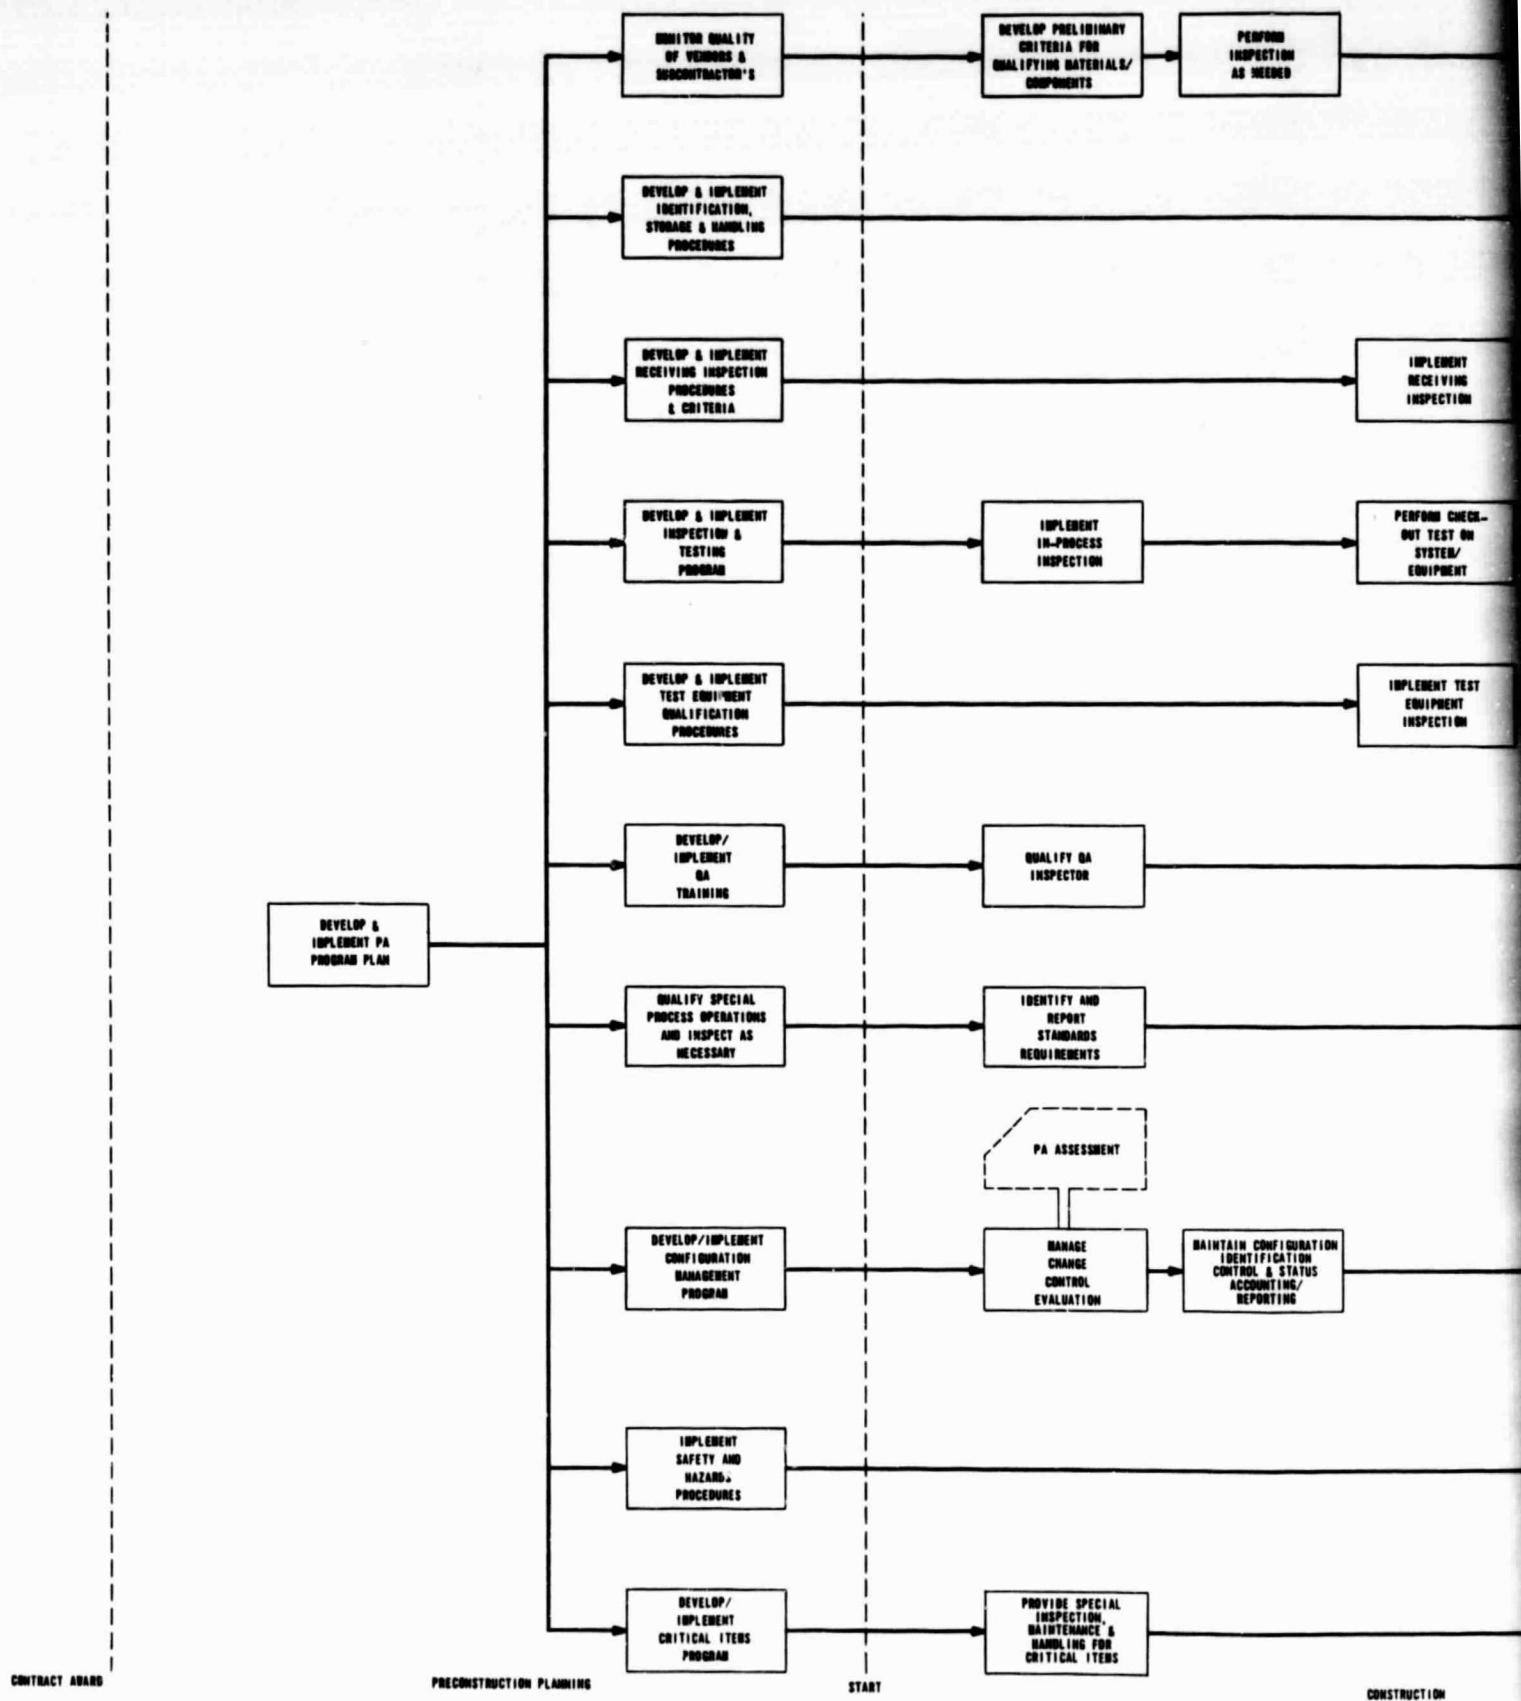 MONITOR QUALITY
OF VENDORS &
SUBCONTRACTOR'S
DEVELOP PRELIMINARY
CRITERIA FOR
QUALIFYING MATERIALS/
COMPONENTS
PERFORM
INSPECTION
AS NEEDED
DEVELOP & IMPLEMENT
IDENTIFICATION,
STORAGE & HANDLING
PROCEDURES
DEVELOP & IMPLEMENT
RECEIVING INSPECTION
PROCEDURES
& CRITERIA
IMPLEMENT
RECEIVING
INSPECTION
DEVELOP & IMPLEMENT
INSPECTION &
TESTING
PROGRAM
IMPLEMENT
IN-PROCESS
INSPECTION
PERFORM CHECK-
OUT TEST ON
SYSTEM/
EQUIPMENT
DEVELOP & IMPLEMENT
TEST EQUIPMENT
QUALIFICATION
PROCEDURES
IMPLEMENT TEST
EQUIPMENT
INSPECTION
DEVELOP/
IMPLEMENT
QA
TRAINING
QUALIFY QA
INSPECTOR
DEVELOP &
IMPLEMENT PA
PROGRAM PLAN
QUALIFY SPECIAL
PROCESS OPERATIONS
AND INSPECT AS
NECESSARY
IDENTIFY AND
REPORT
STANDARDS
REQUIREMENTS
PA ASSESSMENT
DEVELOP/IMPLEMENT
CONFIGURATION
MANAGEMENT
PROGRAM
MANAGE
CHANGE
CONTROL
EVALUATION
MAINTAIN CONFIGURATION
IDENTIFICATION
CONTROL & STATUS
ACCOUNTING/
REPORTING
IMPLEMENT
SAFETY AND
HAZARDS
PROCEDURES
DEVELOP/
IMPLEMENT
CRITICAL ITEMS
PROGRAM
PROVIDE SPECIAL
INSPECTION,
MAINTENANCE &
HANDLING FOR
CRITICAL ITEMS
CONTRACT AWARD
PRECONSTRUCTION PLANNING
START
CONSTRUCTION